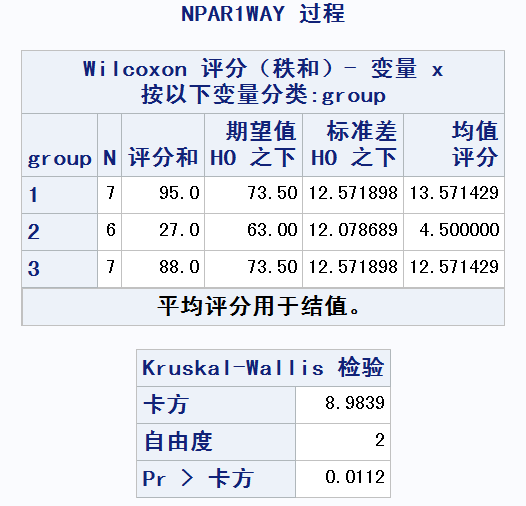 NPAR1WAY 过程
Wilcoxon 评分（秩和）- 变量 x
按以下变量分类:group
group N 评分和 期望值 H0 之下 标准差 H0 之下 均值 评分
1 7 95.0 73.50 12.571898 13.571429
2 6 27.0 63.00 12.078689 4.500000
3 7 88.0 73.50 12.571898 12.571429
平均评分用于结值。
Kruskal-Wallis 检验
卡方 8.9839
自由度 2
Pr > 卡方 0.0112